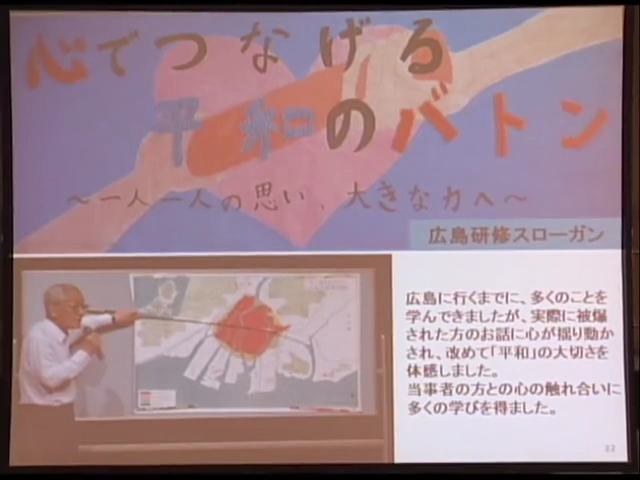 心でつなげる
平和のバトン
～一人一人の思い、大きな力へ～
広島研修スローガン
広島に行くまでに、多くのことを
学んできましたが、実際に被爆
された方のお話に心が揺り動か
され、改めて「平和」の大切さを
体感しました。
当事者の方との心の触れ合いに
多くの学びを得ました。